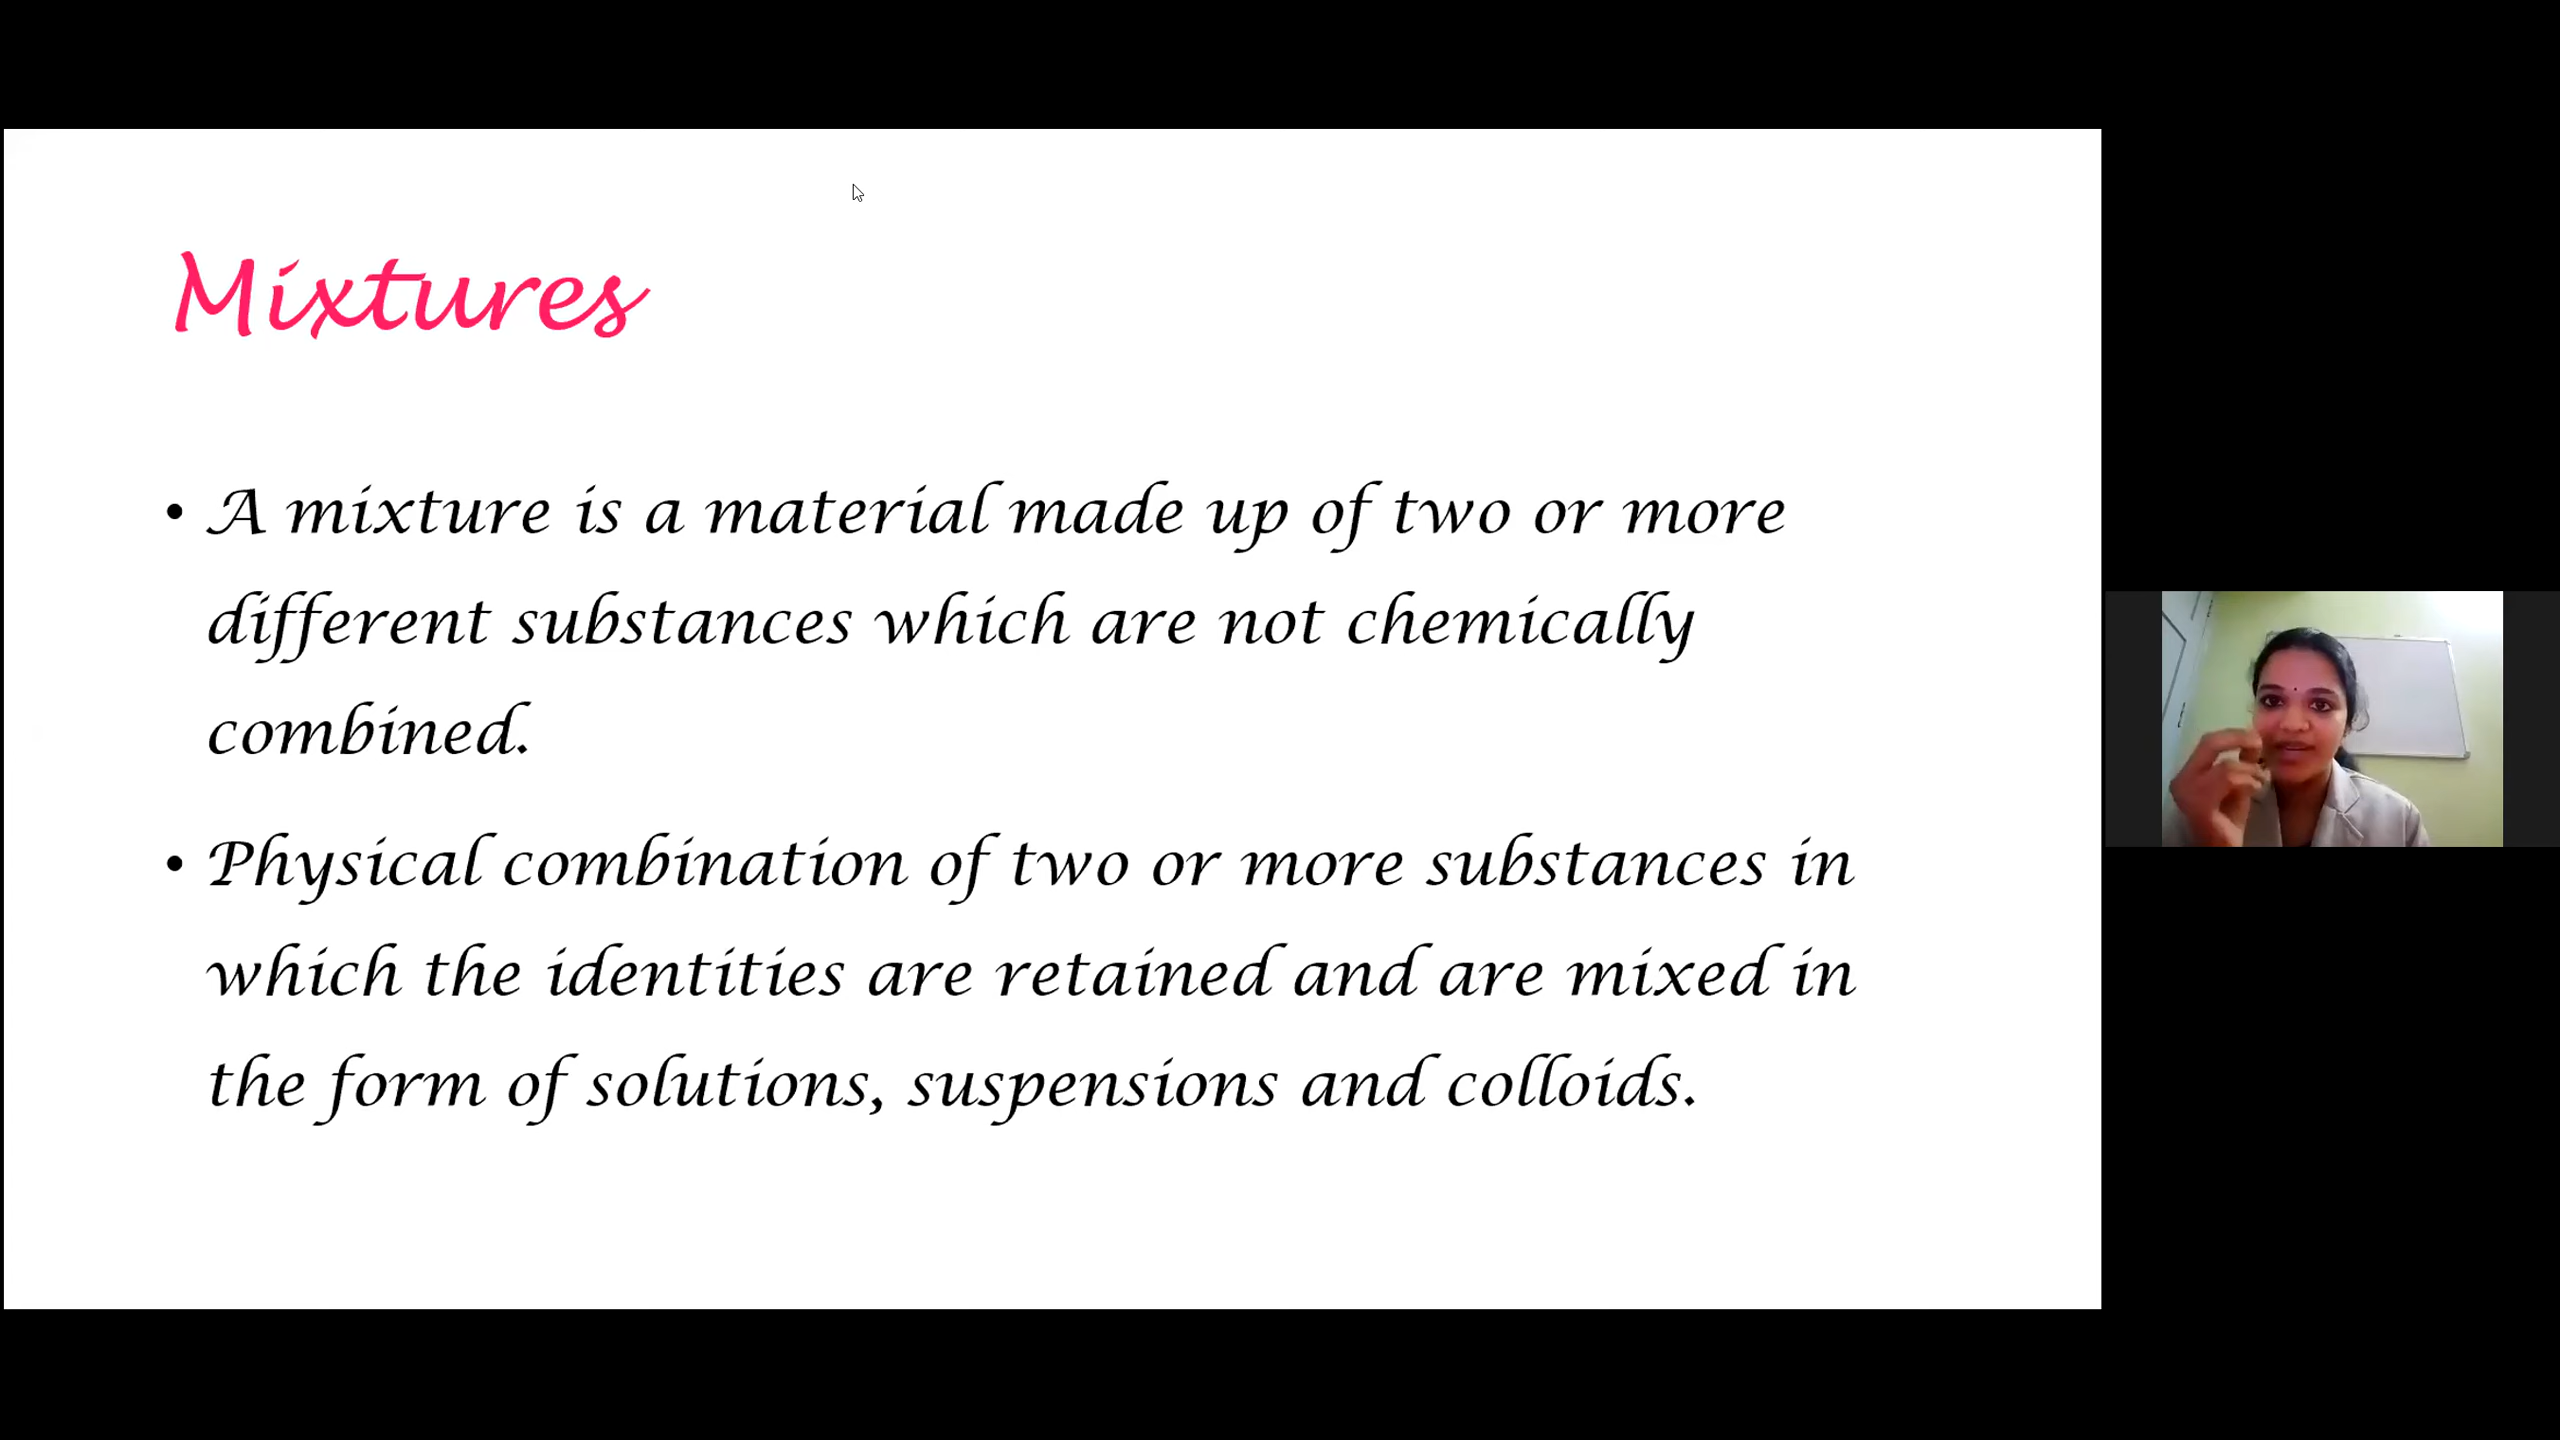 Mixtures
• A mixture is a material made up of two or more
different substances which are not chemically
combined.
• Physical combination of two or more substances in
which the identities are retained and are mixed in
the form of solutions, suspensions and colloids.